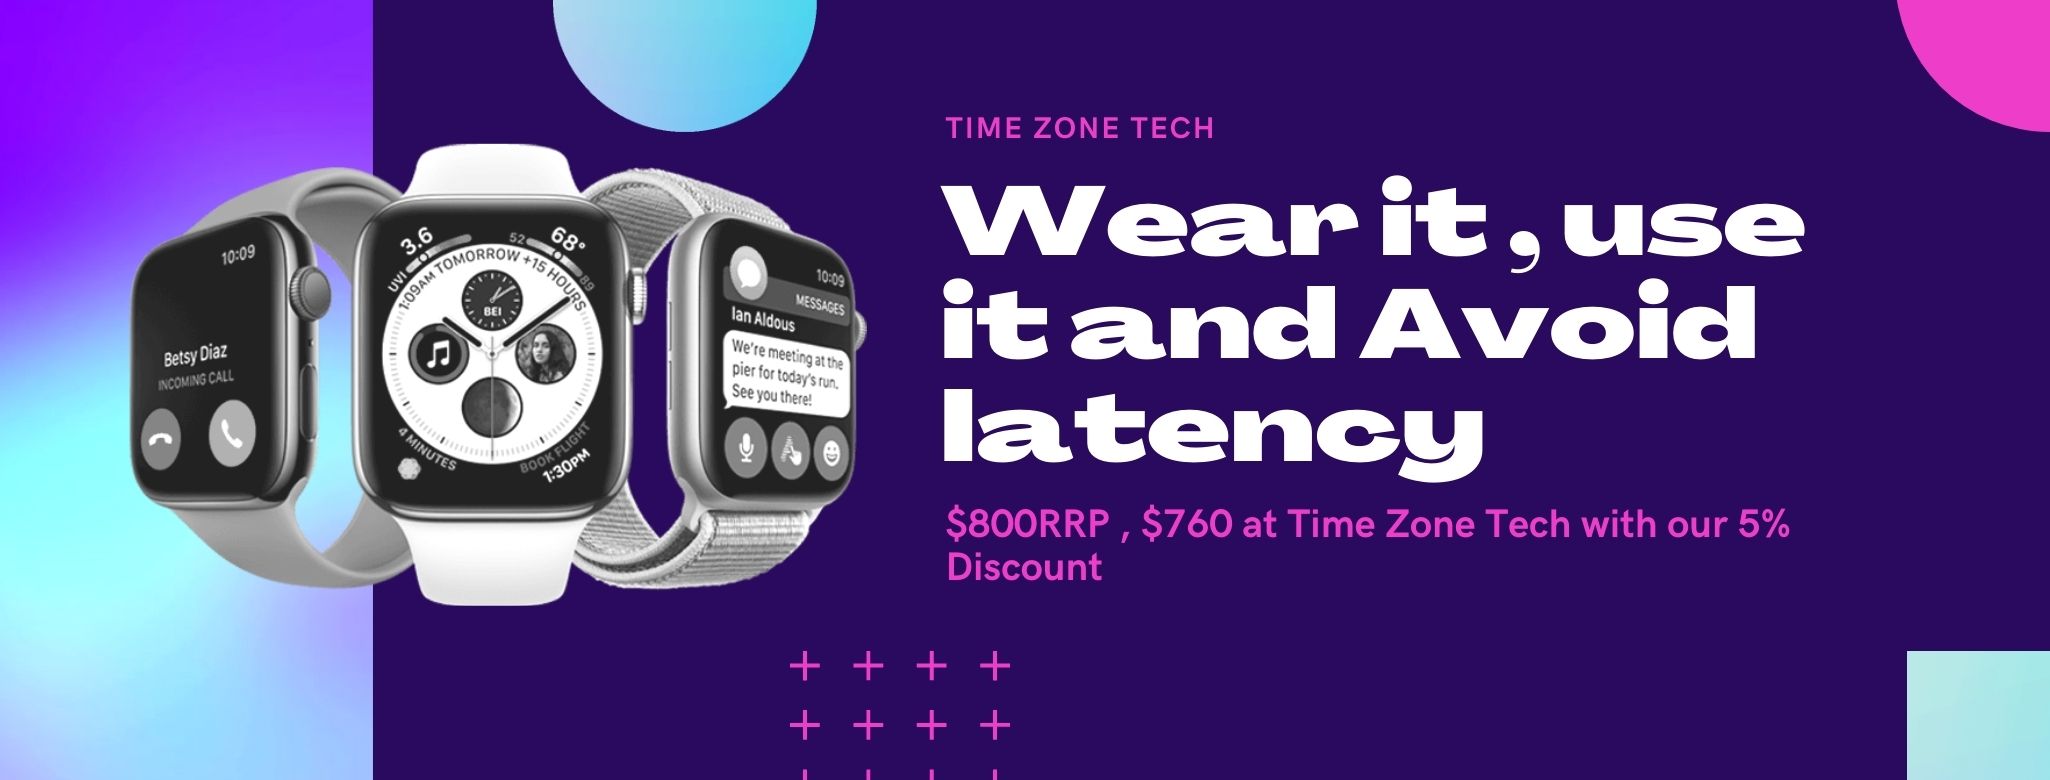 TIME ZONE TECH
Wear it , use
it and Avoid
latency
$800RRP , $760 at Time Zone Tech with our 5%
Discount
10:09
Betsy Diaz
INCOMING CALL
3.6
UVI
52
68°
89
1:09AM TOMORROW +15 HOURS
BEI
4 MINUTES
BOOK FLIGHT
1:30PM
10:09
MESSAGES
Ian Aldous
We're meeting at the
pier for today's run.
See you there!